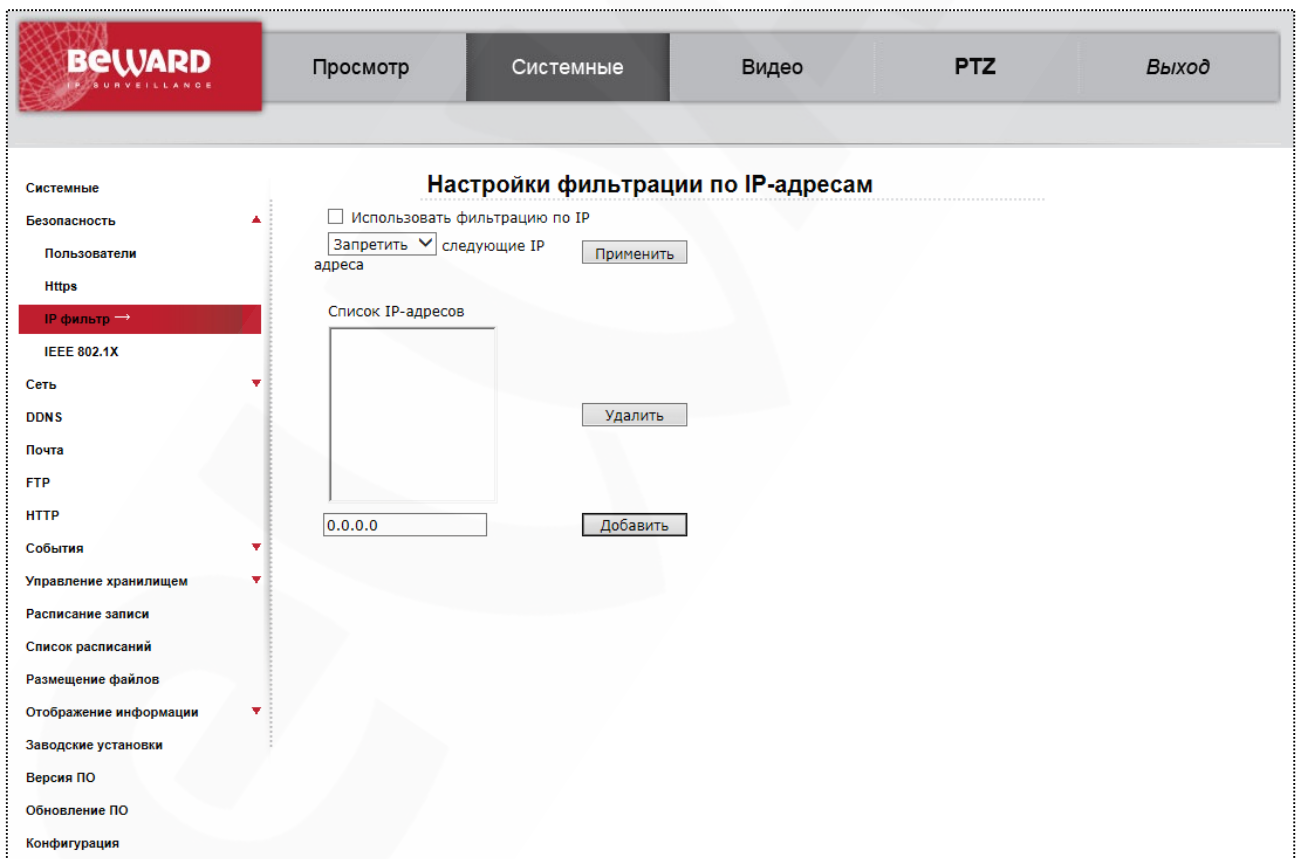 BEWARD
IP SURVEILLANCE
Просмотр
Системные
Видео
PTZ
Выход
Системные
Безопасность
Пользователи
Https
IP фильтр →
IEEE 802.1X
Сеть
DDNS
Почта
FTP
HTTP
События
Управление хранилищем
Расписание записи
Список расписаний
Размещение файлов
Отображение информации
Заводские установки
Версия ПО
Обновление ПО
Конфигурация
Настройки фильтрации по IP-адресам
Использовать фильтрацию по IP
Запретить следующие IP
адреса
Применить
Список IP-адресов
Удалить
0.0.0.0
Добавить